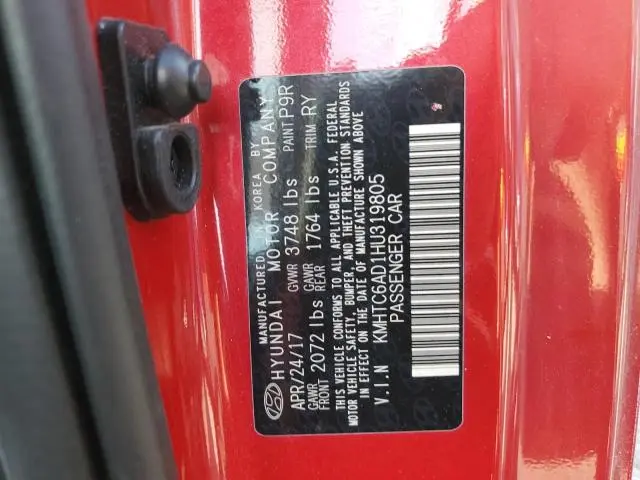 MANUFACTURED IN KOREA BY
HYUNDAI MOTOR COMPANY
APR/24/17 GVWR 3748 lbs PAINT P9R
GAWR FRONT 2072 lbs GAWR REAR 1764 lbs TRIM RY
THIS VEHICLE CONFORMS TO ALL APPLICABLE U.S.A. FEDERAL
MOTOR VEHICLE SAFETY, BUMPER, AND THEFT PREVENTION STANDARDS
IN EFFECT ON THE DATE OF MANUFACTURE SHOWN ABOVE
V.I.N KMHTC6AD1HU319805
PASSENGER CAR